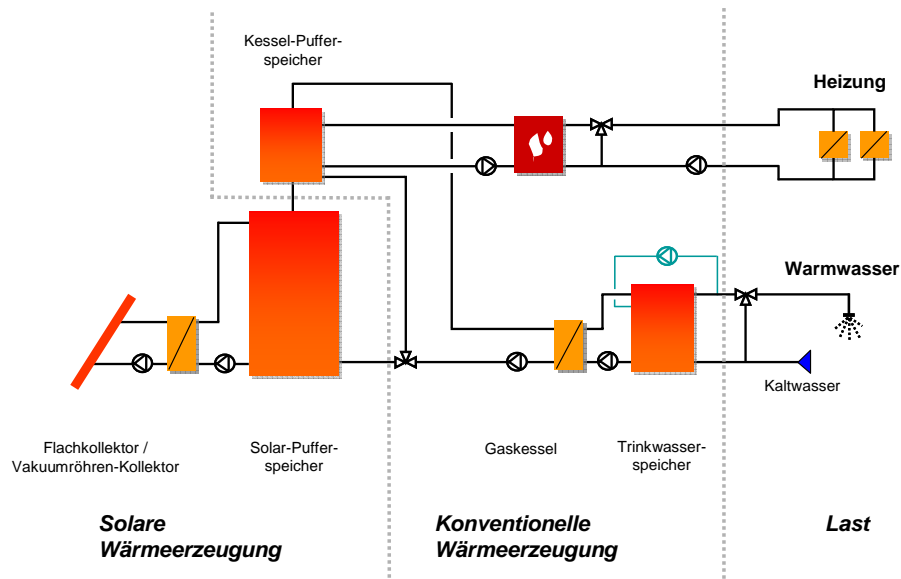 Kessel-Puffer-
speicher
Heizung
Warmwasser
Kaltwasser
Flachkollektor /
Vakuumröhren-Kollektor
Solar-Puffer-
speicher
Gaskessel
Trinkwasser-
speicher
Solare
Wärmeerzeugung
Konventionelle
Wärmeerzeugung
Last